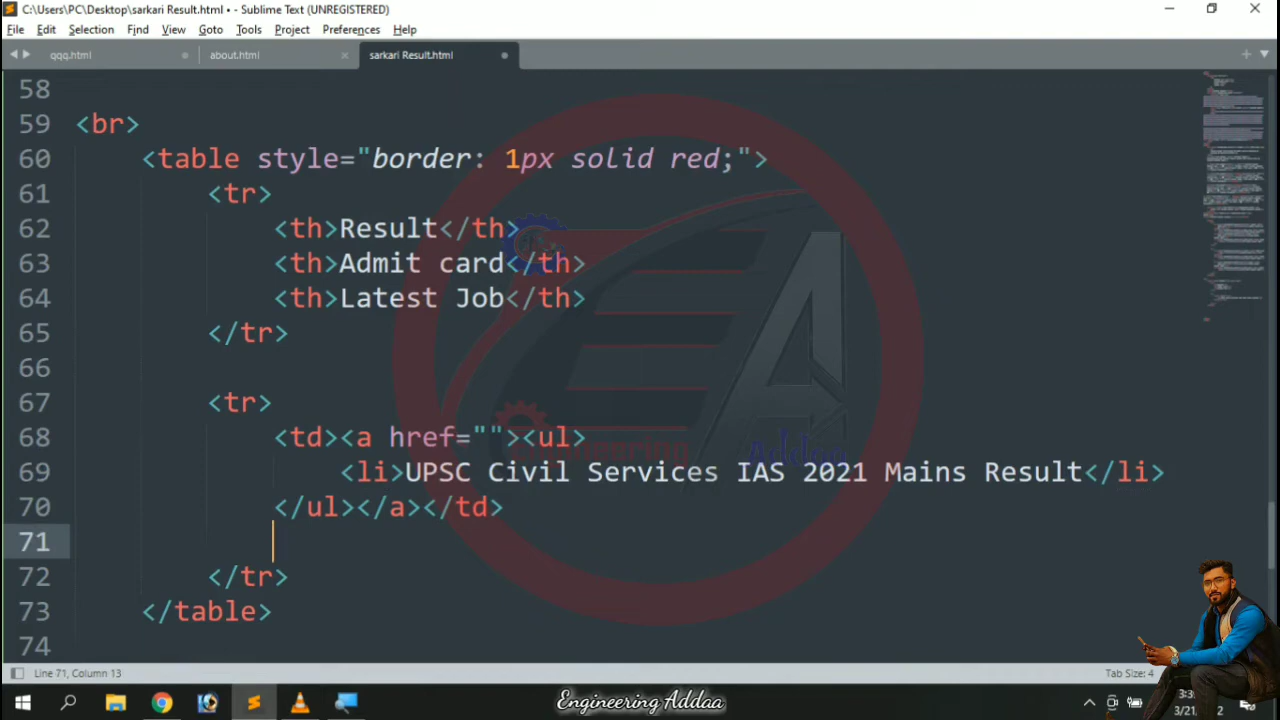 C:\Users\PC\Desktop\sarkari Result.html • - Sublime Text (UNREGISTERED)
File Edit Selection Find View Goto Tools Project Preferences Help
qqq.html about.html sarkari Result.html
58
59 <br>
60 <table style="border: 1px solid red;">
61 <tr>
62 <th>Result</th>
63 <th>Admit card</th>
64 <th>Latest Job</th>
65 </tr>
66
67 <tr>
68 <td><a href=""><ul>
69 <li>UPSC Civil Services IAS 2021 Mains Result</li>
70 </ul></a></td>
71
72 </tr>
73 </table>
74
Engineering Addaa
Line 71, Column 13 Tab Size: 4
Engineering Addaa